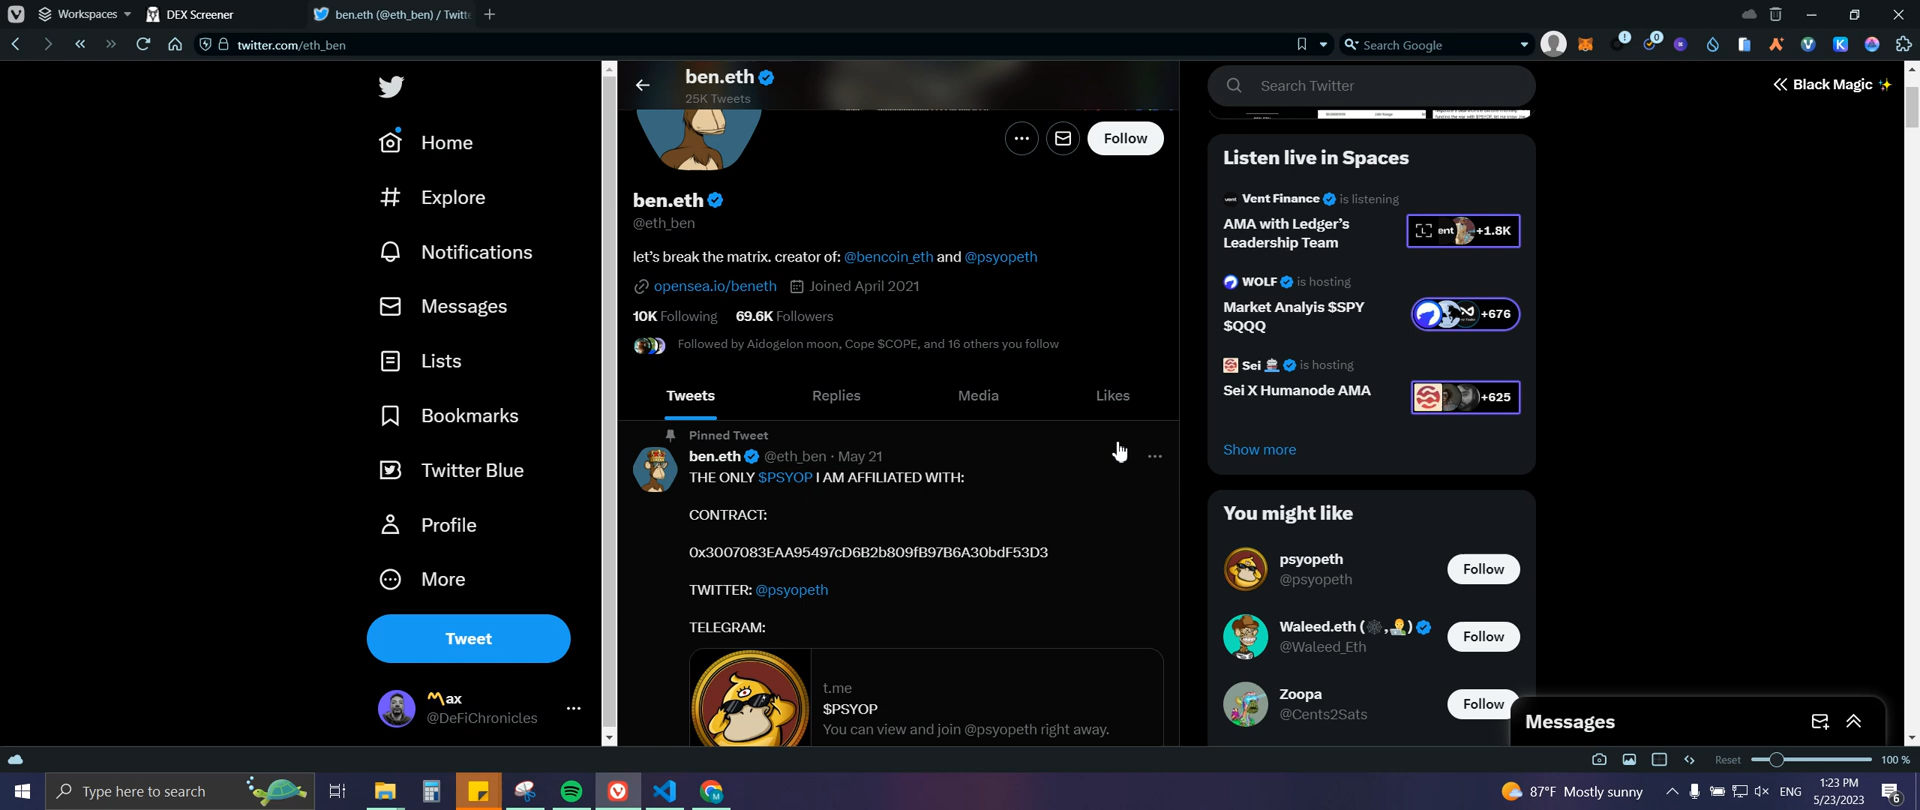 Workspaces
DEX Screener
ben.eth (@eth_ben) / Twitt
twitter.com/eth_ben
Search Google
ben.eth
25K Tweets
Search Twitter
Black Magic
Home
Explore
Notifications
Messages
Lists
Bookmarks
Twitter Blue
Profile
More
Tweet
ax
@DeFiChronicles
Follow
ben.eth
@eth_ben
let's break the matrix. creator of: @bencoin_eth and @psyopeth
opensea.io/beneth Joined April 2021
10K Following 69.6K Followers
Followed by Aidogelon moon, Cope $COPE, and 16 others you follow
Tweets Replies Media Likes
Pinned Tweet
ben.eth @eth_ben · May 21
THE ONLY $PSYOP I AM AFFILIATED WITH:
CONTRACT:
0x3007083EAA95497cD6B2b809fB97B6A30bdF53D3
TWITTER: @psyopeth
TELEGRAM:
t.me
$PSYOP
You can view and join @psyopeth right away.
Listen live in Spaces
Vent Finance is listening
AMA with Ledger's
Leadership Team
ent
+1.8K
WOLF is hosting
Market Analyis $SPY
$QQQ
+676
Sei is hosting
Sei X Humanode AMA
+625
Show more
You might like
psyopeth
@psyopeth
Follow
Waleed.eth (
@Waleed_Eth
Follow
Zoopa
@Cents2Sats
Follow
Messages
Reset 100 %
Type here to search
87°F Mostly sunny
ENG
1:23 PM
5/23/2023
6